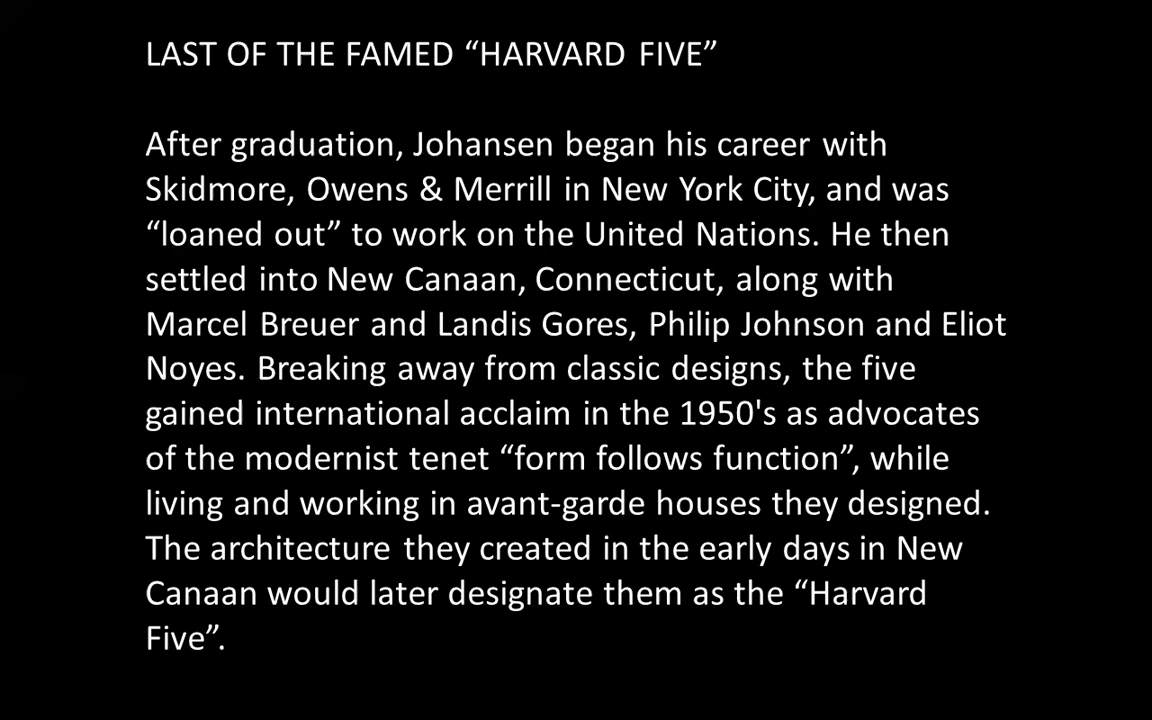 LAST OF THE FAMED “HARVARD FIVE”
After graduation, Johansen began his career with
Skidmore, Owens & Merrill in New York City, and was
“loaned out” to work on the United Nations. He then
settled into New Canaan, Connecticut, along with
Marcel Breuer and Landis Gores, Philip Johnson and Eliot
Noyes. Breaking away from classic designs, the five
gained international acclaim in the 1950's as advocates
of the modernist tenet “form follows function”, while
living and working in avant-garde houses they designed.
The architecture they created in the early days in New
Canaan would later designate them as the “Harvard
Five”.